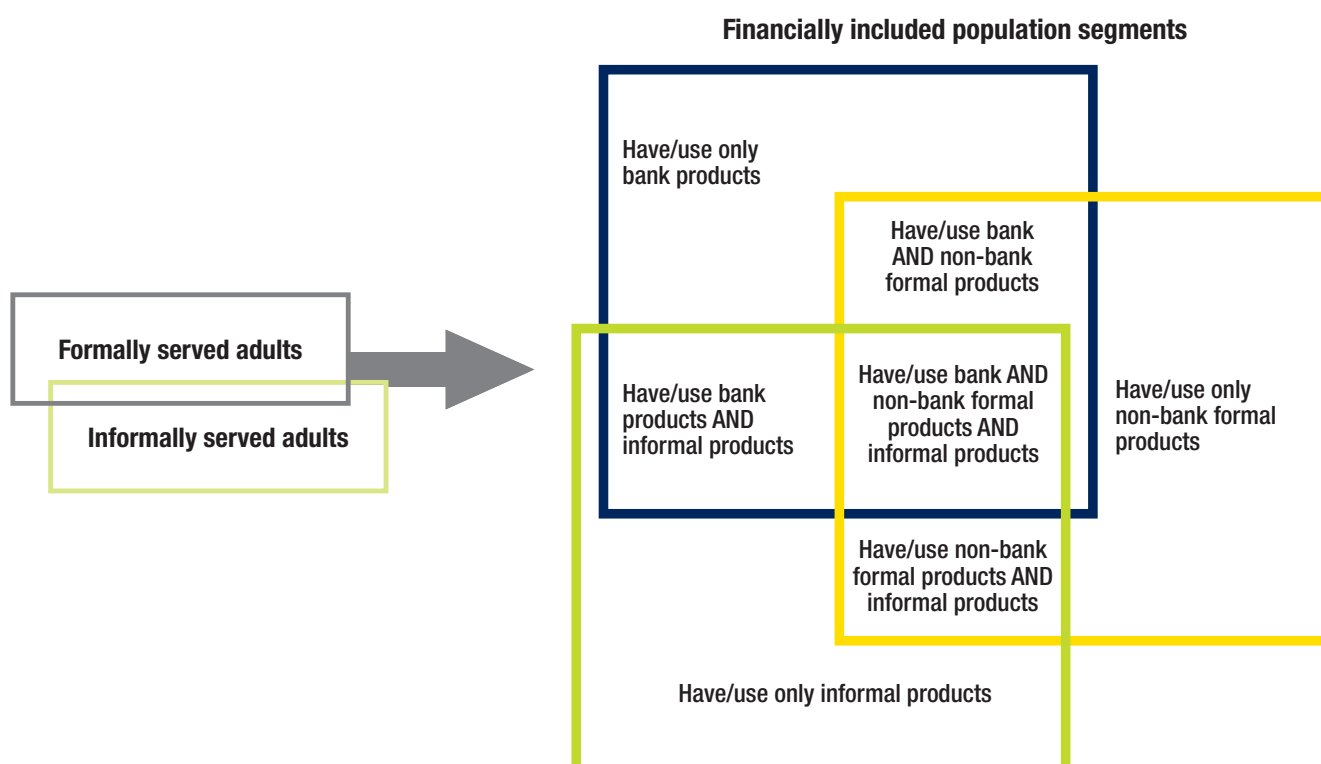 Financially included population segments
Have/use only
bank products
Have/use bank
AND non-bank
formal products
Formally served adults
Informally served adults
Have/use bank
products AND
informal products
Have/use bank AND
non-bank formal
products AND
informal products
Have/use only
non-bank formal
products
Have/use non-bank
formal products AND
informal products
Have/use only informal products